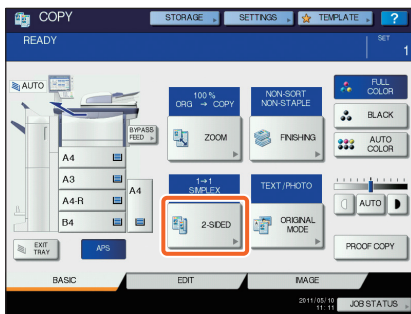 COPY
STORAGE
SETTINGS
TEMPLATE
?
READY
SET
1
AUTO
100 %
ORG → COPY
NON-SORT
NON-STAPLE
FULL
COLOR
BYPASS
FEED
ZOOM
FINISHING
BLACK
AUTO
COLOR
A4
A3
A4-R
B4
A4
1→1
SIMPLEX
TEXT/PHOTO
2-SIDED
ORIGINAL
MODE
AUTO
EXIT
TRAY
APS
PROOF COPY
BASIC
EDIT
IMAGE
2011/05/10
11:11
JOB STATUS